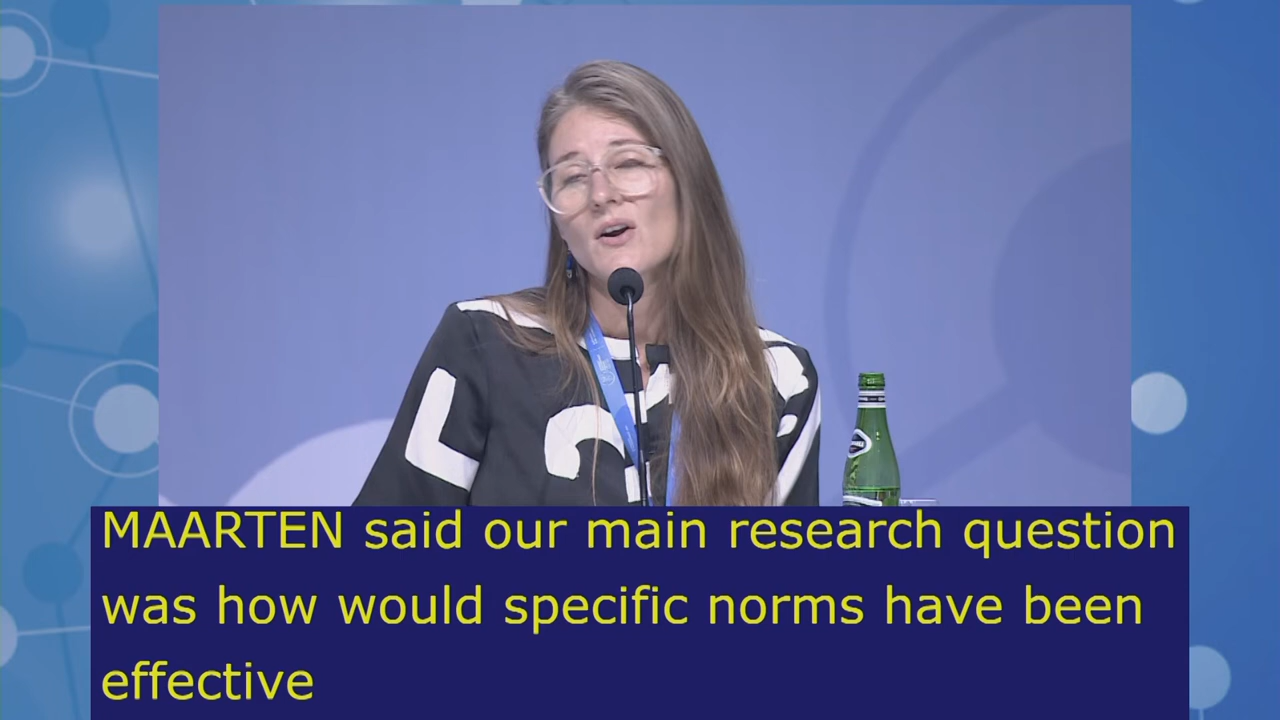 MAARTEN said our main research question
was how would specific norms have been
effective